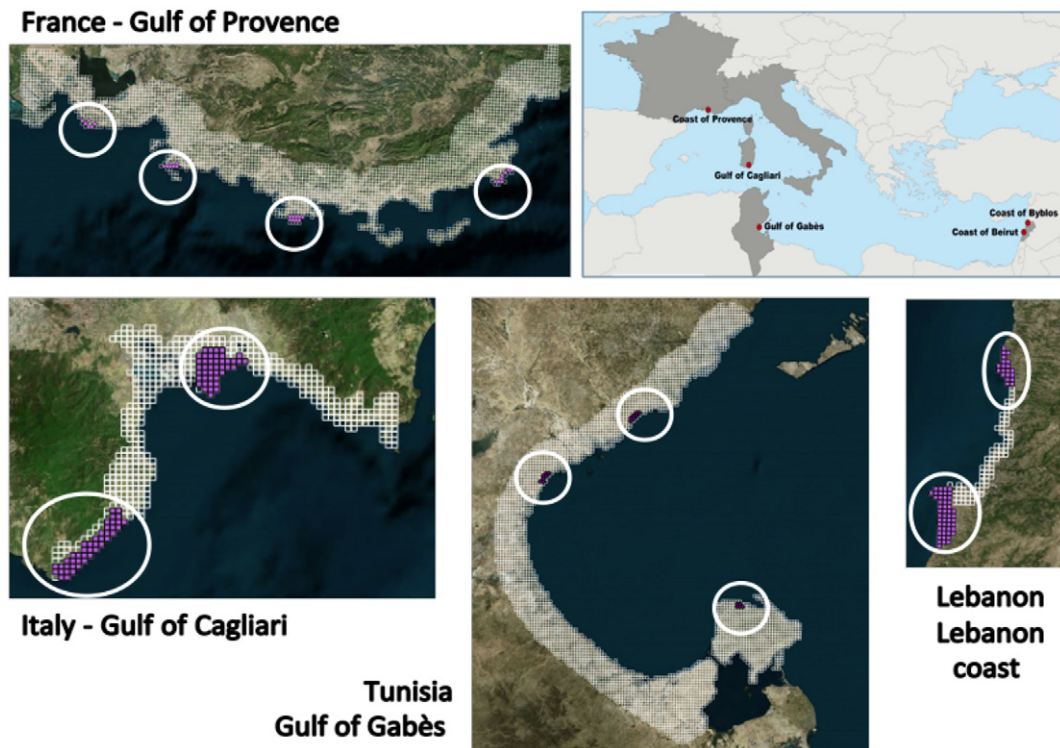 France - Gulf of Provence
Coast of Provence
Gulf of Cagliari
Gulf of Gabès
Coast of Byblos
Coast of Beirut
Italy - Gulf of Cagliari
Tunisia
Gulf of Gabès
Lebanon
Lebanon
coast